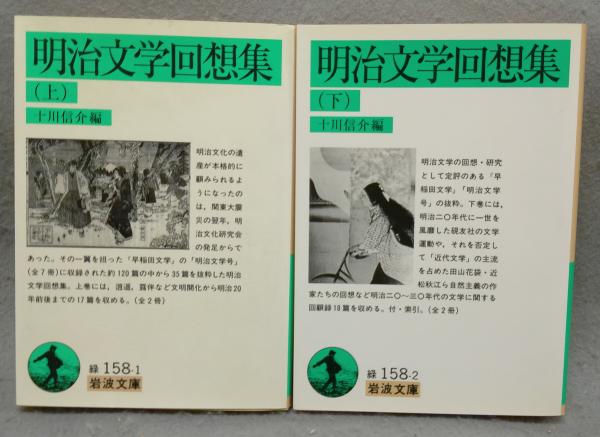 明治文学回想集
(上)
十川信介編
明治文化の遺
産が本格的に
顧みられるよ
うになったの
は，関東大震
災の翌年，明
治文化研究会
の発足からで
あった。その一翼を担った「早稲田文学」の「明治文学号」
(全7冊)に収録された約120篇の中から35篇を抜粋した明治
文学回想集。上巻には，逍遥，露伴など文明開化から明治20
年前後までの17篇を収める。(全2冊)
緑 158-1
岩波文庫
明治文学回想集
(下)
十川信介編
明治文学の回想・研究
として定評のある「早
稲田文学」「明治文学
号」の抜粋。下巻には，
明治二〇年代に一世を
風靡した硯友社の文学
運動や，それを否定し
て「近代文学」の主流
を占めた田山花袋・近
松秋江ら自然主義の作
家たちの回想など明治二〇〜三〇年代の文学に関する
回顧録18篇を収める。付・索引。(全2冊)
緑 158-2
岩波文庫